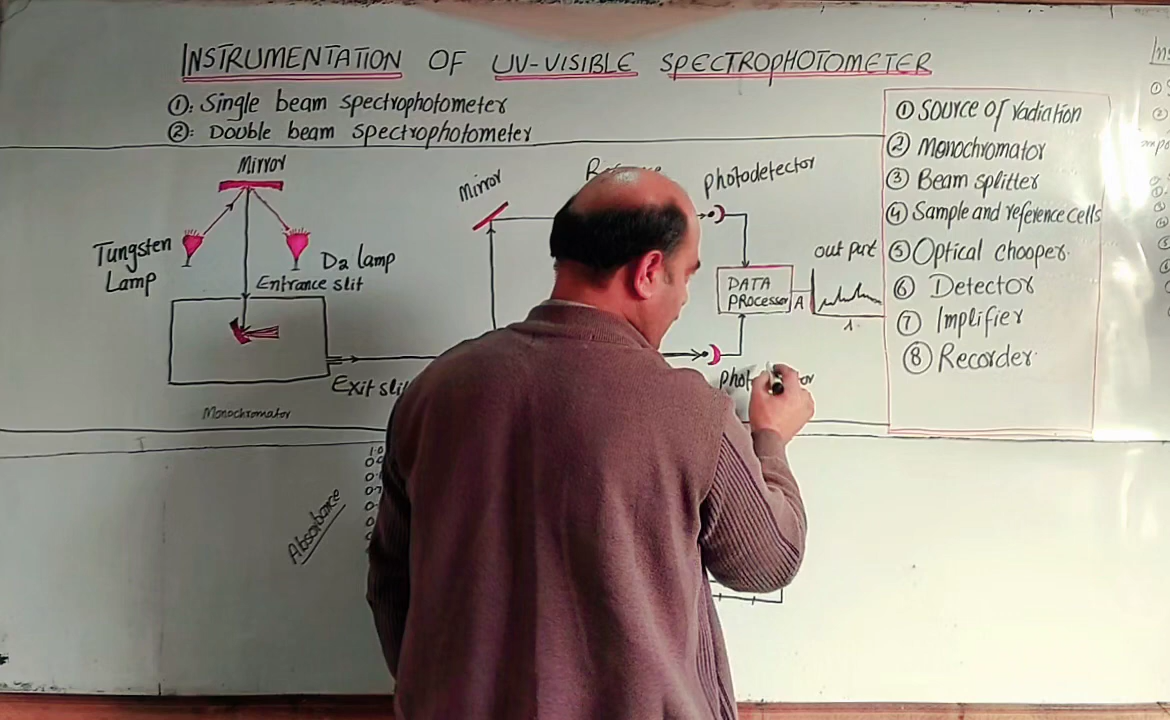 INSTRUMENTATION OF UV-VISIBLE SPECTROPHOTOMETER
①: Single beam spectrophotometer
②: Double beam spectrophotometer
Mirror
Tungsten
Lamp
D2 lamp
Entrance slit
Exit
Monochromator
Mirror
photodetector
DATA
PROCESSOR
A
out put
λ
① Source of radiation
② Monochromator
③ Beam splitter
④ Sample and reference cells
⑤ Optical chooper
⑥ Detector
⑦ Implifier
⑧ Recorder
Absorbance
1.0